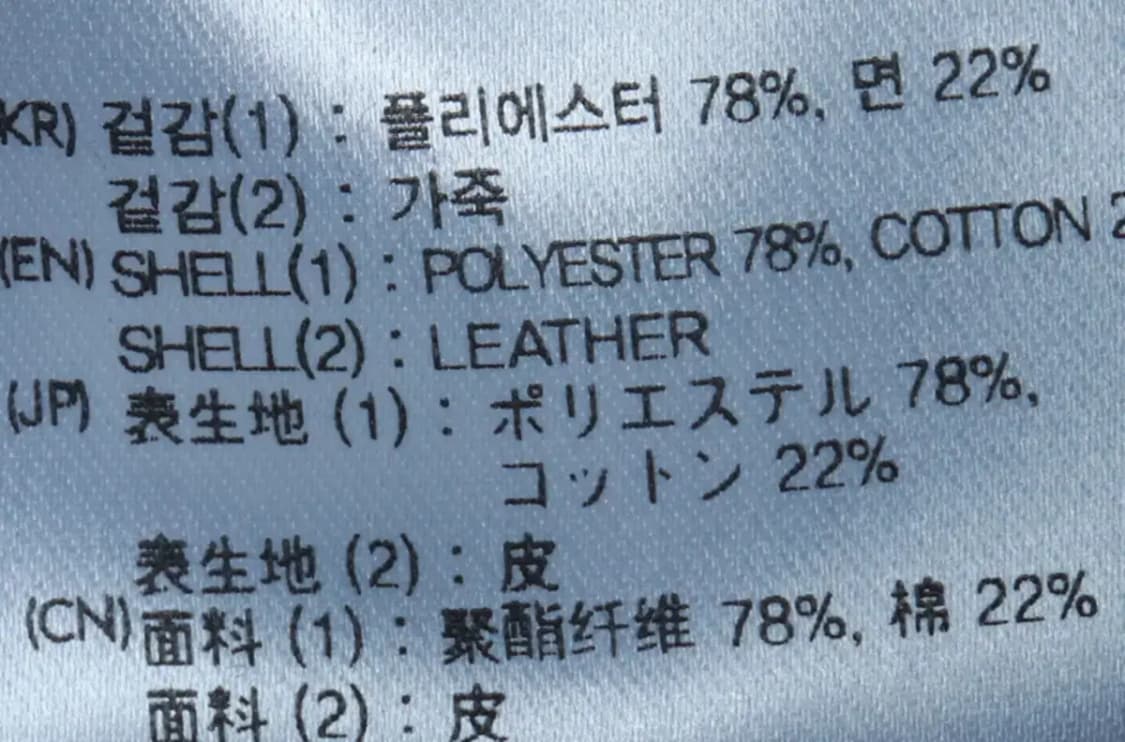 KR) 겉감(1) : 폴리에스터 78%, 면 22%
겉감(2) : 가죽
(EN) SHELL(1) : POLYESTER 78%, COTTON 2
SHELL(2) : LEATHER
(JP) 表生地 (1) : ポリエステル 78%,
コットン 22%
表生地 (2) : 皮
(CN) 面料 (1) : 聚酯纤维 78%, 棉 22%
面料 (2) : 皮